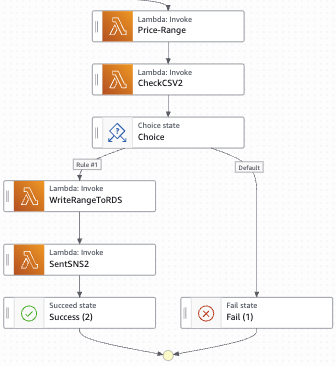 Lambda: Invoke
Price-Range
Lambda: Invoke
CheckCSV2
Choice state
Choice
Rule #1
Default
Lambda: Invoke
WriteRangeToRDS
Lambda: Invoke
SentSNS2
Succeed state
Success (2)
Fail state
Fail (1)